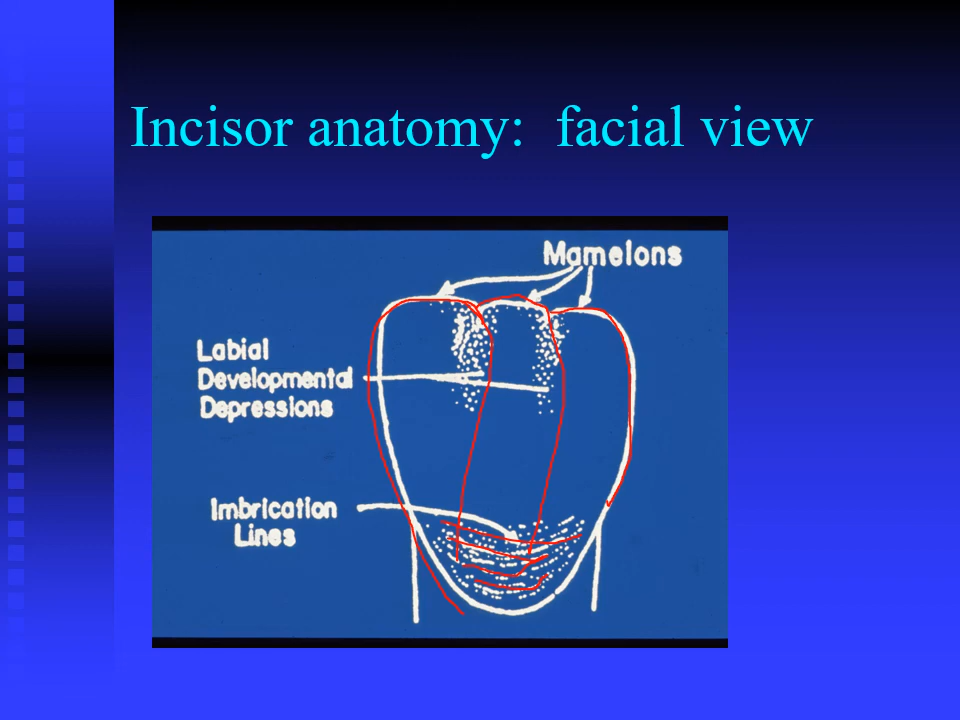 Incisor anatomy: facial view
Mamelons
Labial
Developmental
Depressions
Imbrication
Lines